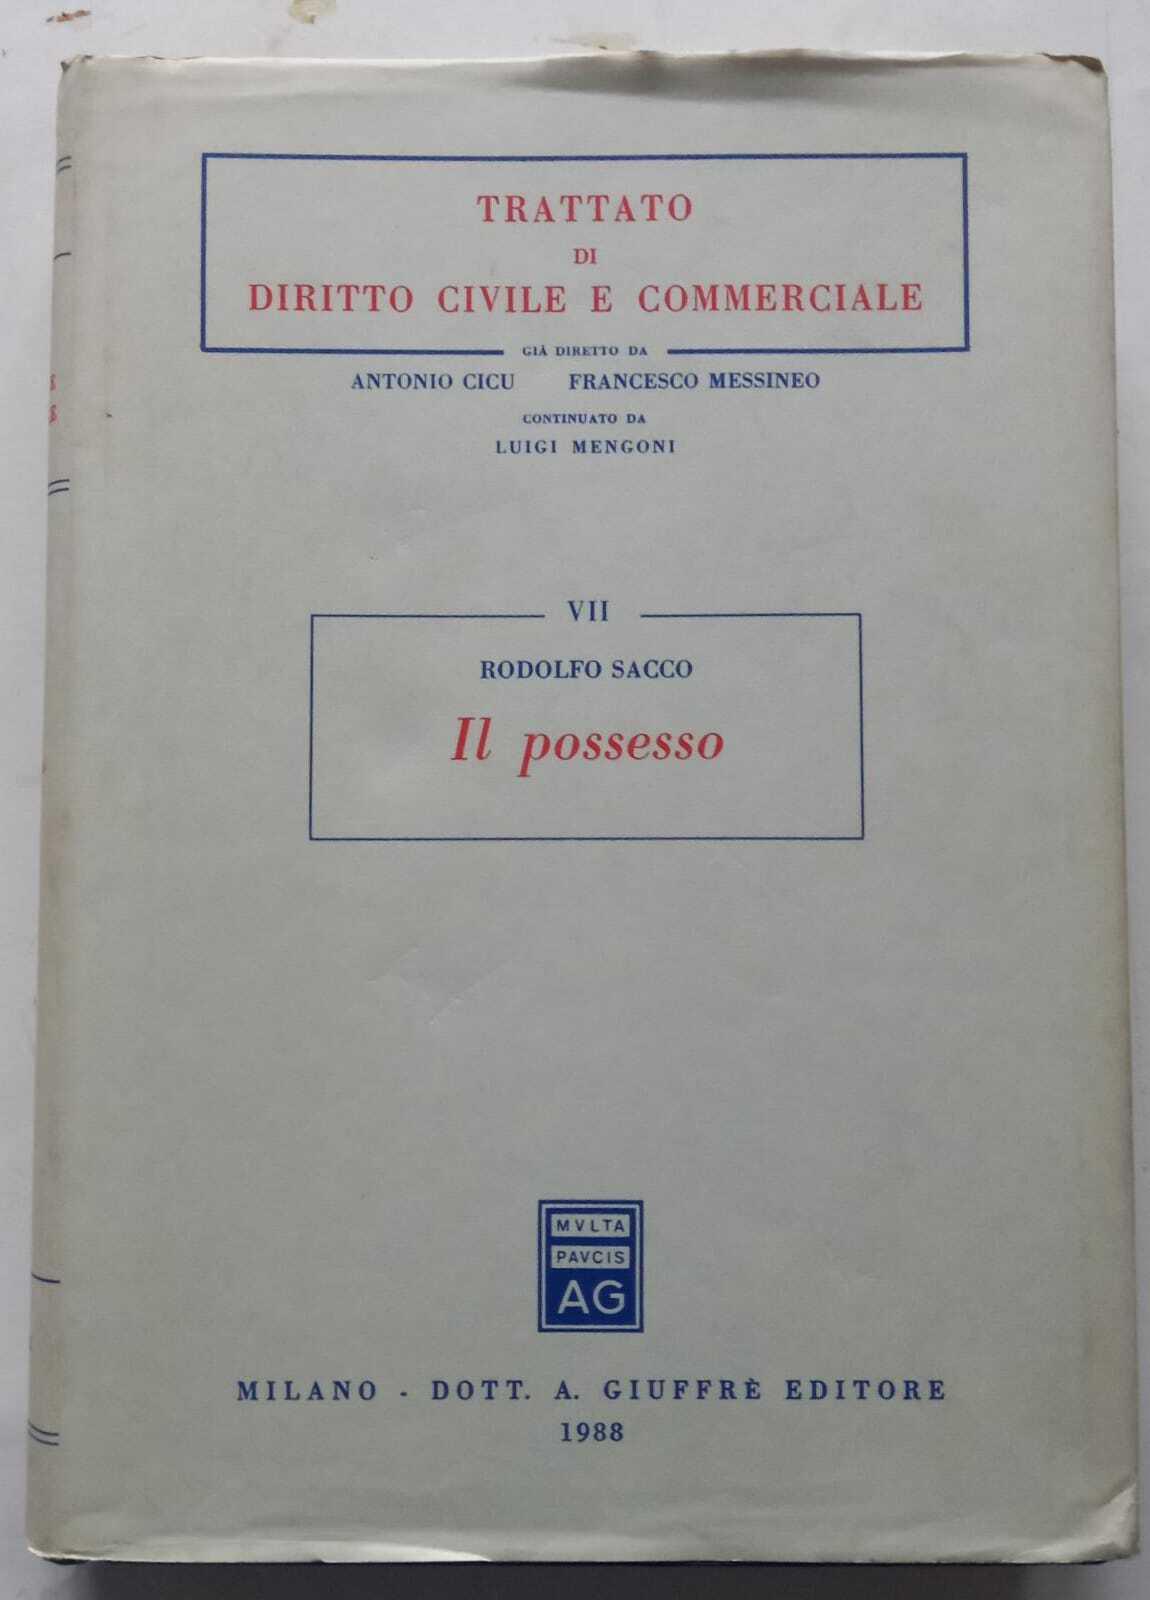 TRATTATO
DI
DIRITTO CIVILE E COMMERCIALE
GIÀ DIRETTO DA
ANTONIO CICU FRANCESCO MESSINEO
CONTINUATO DA
LUIGI MENGONI
VII
RODOLFO SACCO
Il possesso
MVLTA
PAVCIS
AG
MILANO - DOTT. A. GIUFFRÈ EDITORE
1988